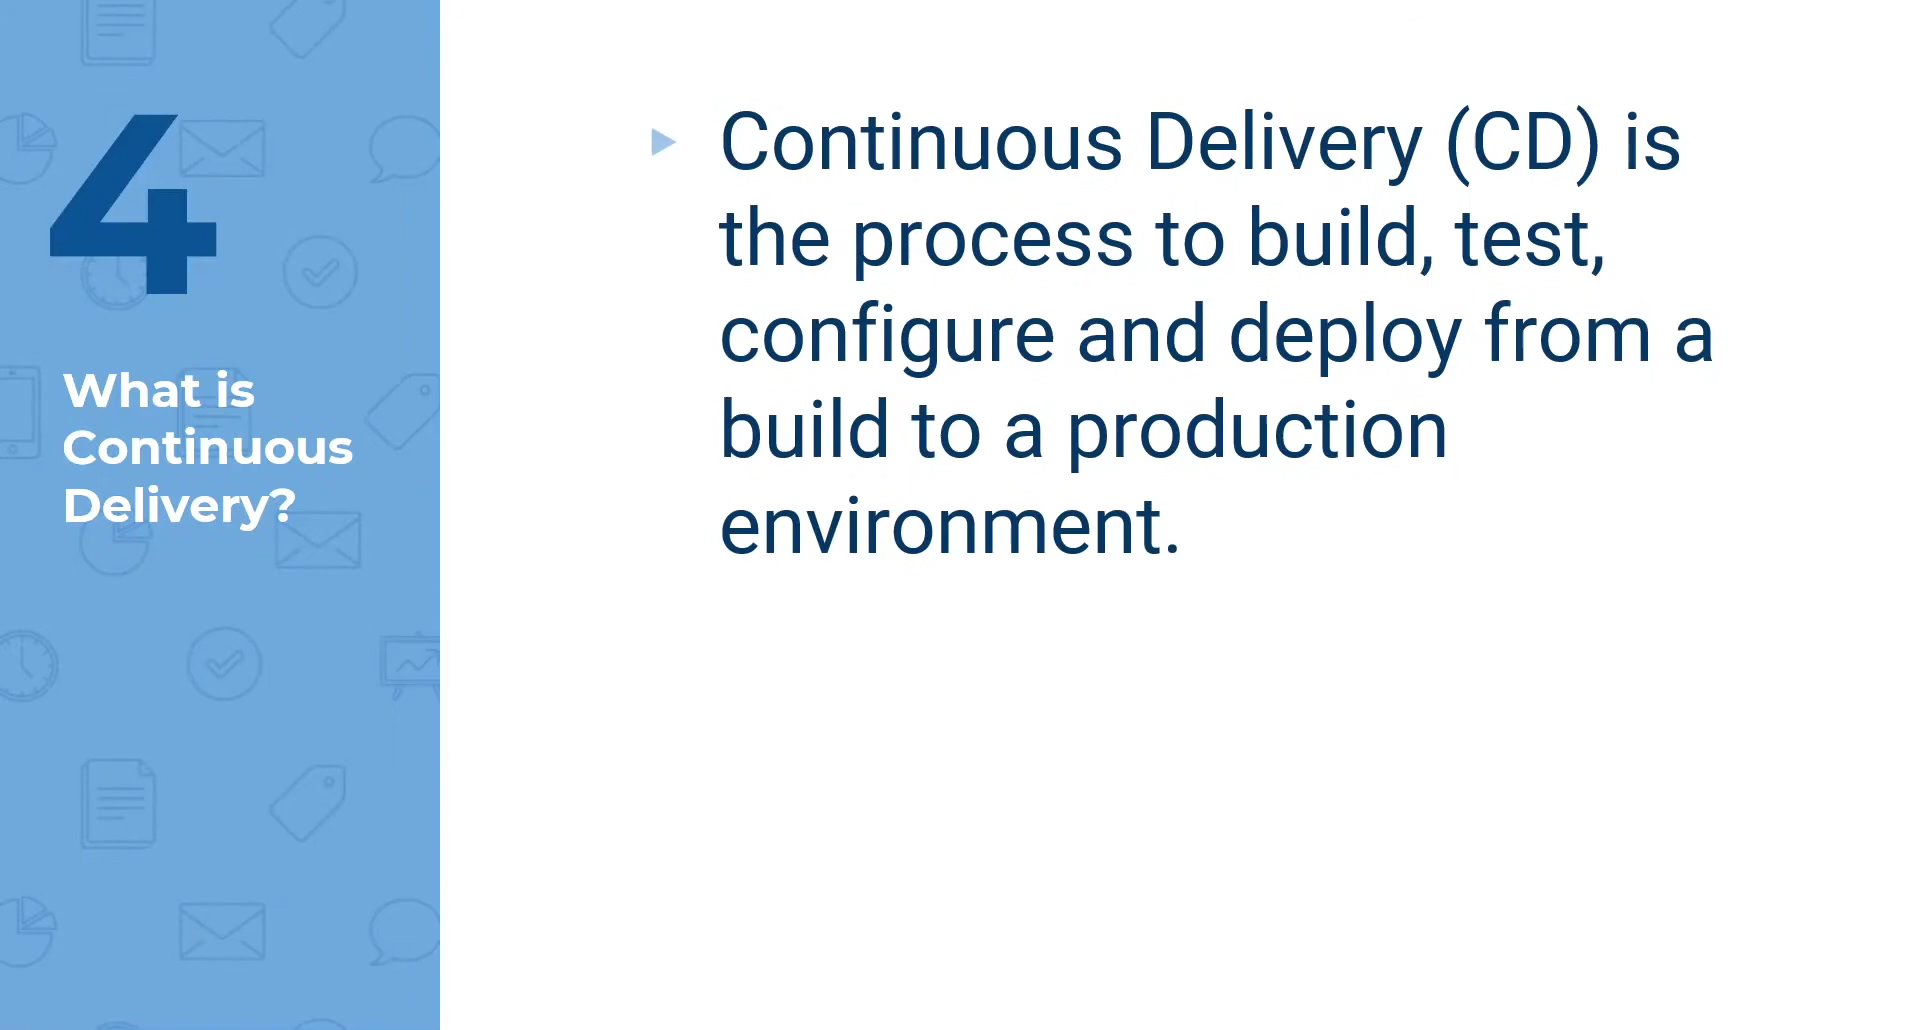 4
What is
Continuous
Delivery?
Continuous Delivery (CD) is
the process to build, test,
configure and deploy from a
build to a production
environment.